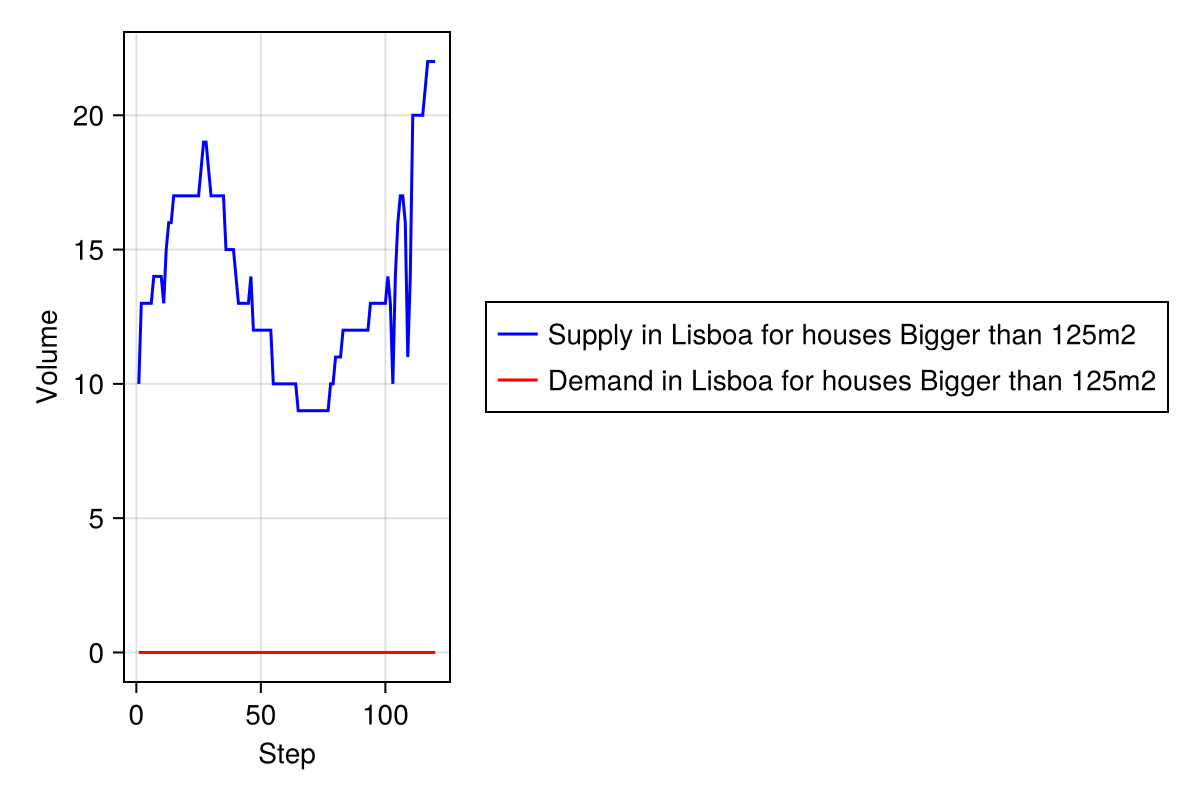 Volume
20
15
10
5
0
0 50 100
Step
Supply in Lisboa for houses Bigger than 125m2
Demand in Lisboa for houses Bigger than 125m2